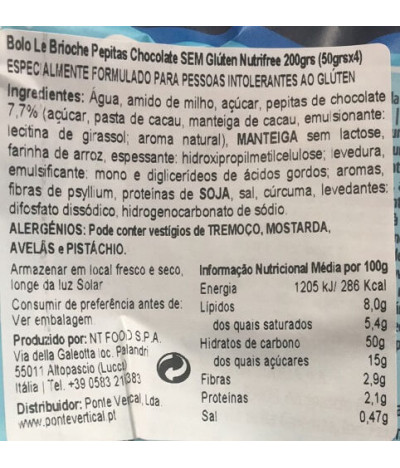 Bolo Le Brioche Pepitas Chocolate SEM Glúten Nutrifree 200grs (50grsx4)
ESPECIALMENTE FORMULADO PARA PESSOAS INTOLERANTES AO GLÚTEN
Ingredientes: Água, amido de milho, açúcar, pepitas de chocolate
7,7% (açúcar, pasta de cacau, manteiga de cacau, emulsionante:
lecitina de girassol; aroma natural), MANTEIGA sem lactose,
farinha de arroz, espessante: hidroxipropilmetilcelulose; levedura,
emulsificante: mono e diglicerídeos de ácidos gordos; aromas,
fibras de psyllium, proteínas de SOJA, sal, cúrcuma, levedantes:
difosfato dissódico, hidrogenocarbonato de sódio.
ALERGÉNIOS: Pode conter vestígios de TREMOÇO, MOSTARDA,
AVELÃS e PISTÁCHIO.
Armazenar em local fresco e seco,
longe da luz Solar
Consumir de preferência antes de:
Ver embalagem
Produzido por: NT FOOD S.P.A.
Via della Galeotta loc. Palandri
55011 Altopascio (Lucca)
Itália | Tel. +39 0583 21 383
Distribuidor: Ponte Vertical, Lda.
www.pontevertical.pt
Informação Nutricional Média por 100g
Energia 1205 kJ/ 286 Kcal
Lípidos 8,0g
dos quais saturados 5,4g
Hidratos de carbono 50g
dos quais açúcares 15g
Fibras 2,9g
Proteínas 2,1g
Sal 0,47g